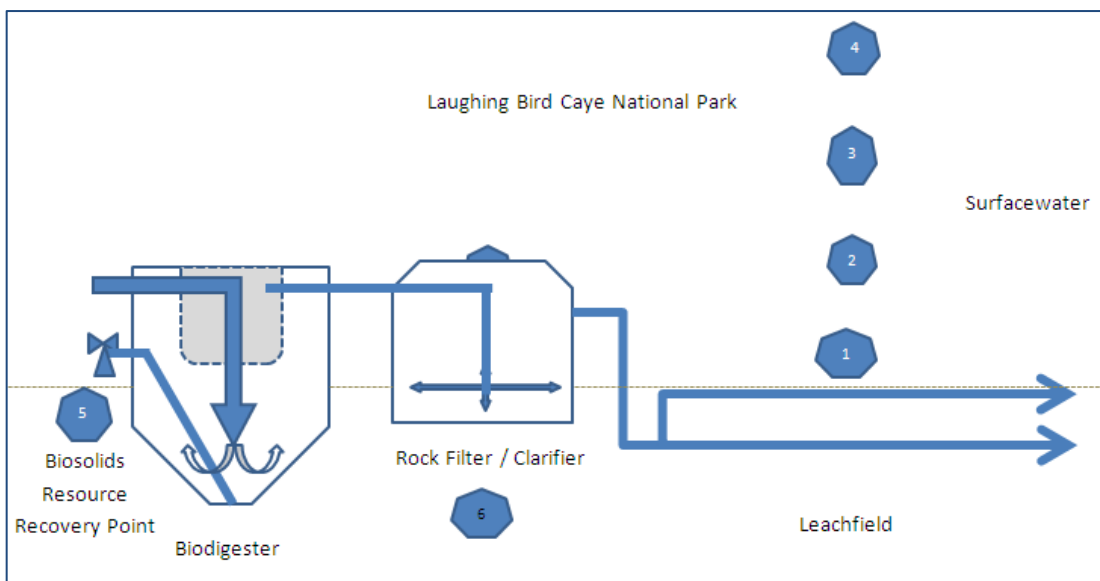 4
Laughing Bird Caye National Park
3
Surfacewater
2
1
5
Biosolids
Resource
Recovery Point
Biodigester
Rock Filter / Clarifier
6
Leachfield